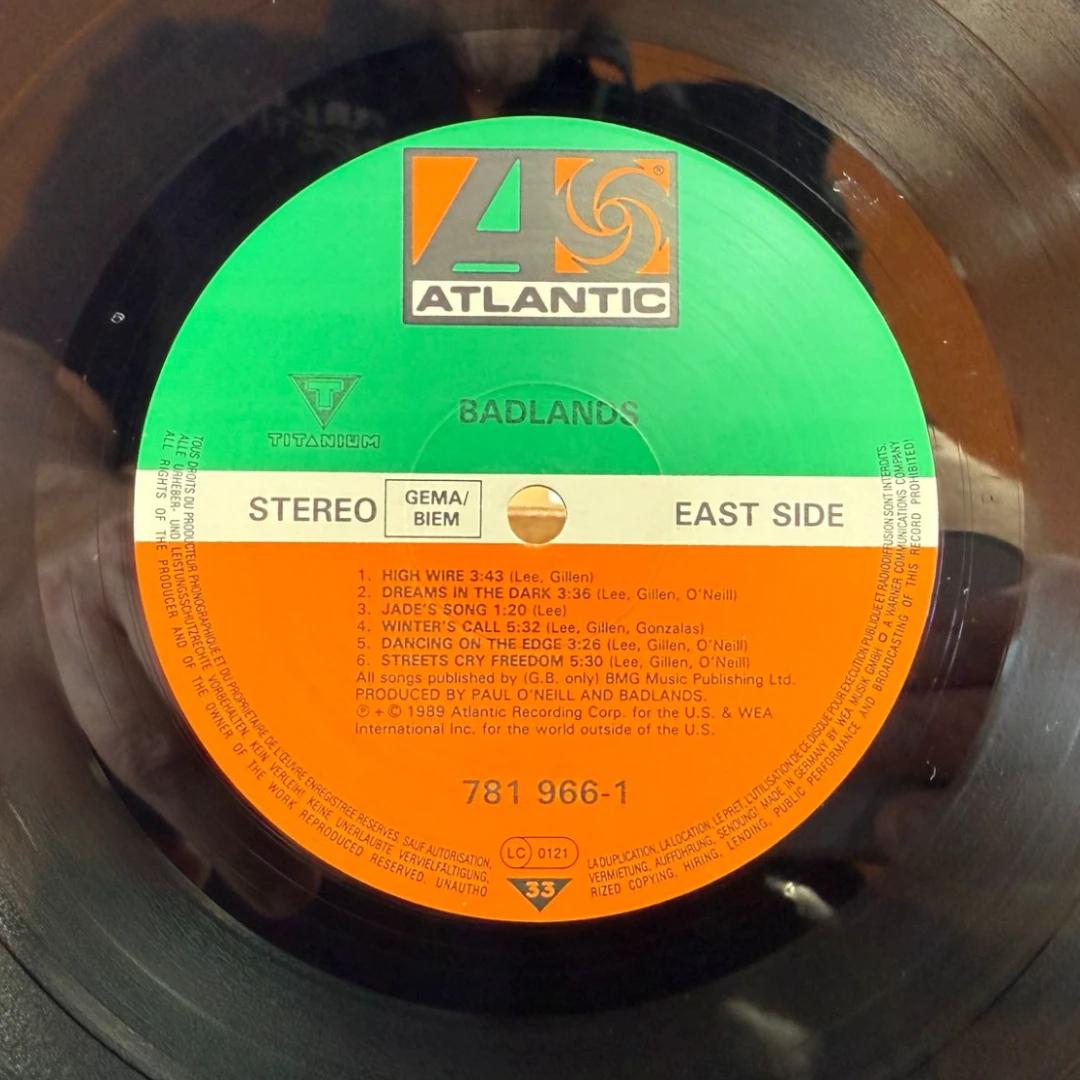 ATLANTIC
T
TITANIUM
BADLANDS
STEREO
GEMA/
BIEM
EAST SIDE
1. HIGH WIRE 3:43 (Lee, Gillen)
2. DREAMS IN THE DARK 3:36 (Lee, Gillen, O'Neill)
3. JADE'S SONG 1:20 (Lee)
4. WINTER'S CALL 5:32 (Lee, Gillen, Gonzalas)
5. DANCING ON THE EDGE 3:26 (Lee, Gillen, O'Neill)
6. STREETS CRY FREEDOM 5:30 (Lee, Gillen, O'Neill)
All songs published by (G.B. only) BMG Music Publishing Ltd.
PRODUCED BY PAUL O'NEILL AND BADLANDS.
℗ + © 1989 Atlantic Recording Corp. for the U.S. & WEA
International Inc. for the world outside of the U.S.
781 966-1
LC 0121
33
TOUS DROITS DU PRODUCTEUR PHONOGRAPHIQUE ET DU PROPRIETAIRE DE L'ŒUVRE ENREGISTREE RESERVES. SAUF AUTORISATION, LA DUPLICATION, LA LOCATION, LE PRET, L'UTILISATION DE CE DISQUE POUR EXECUTION PUBLIQUE ET RADIODIFFUSION SONT INTERDITS.
ALLE URHEBER- UND LEISTUNGSSCHUTZRECHTE VORBEHALTEN. KEIN VERLEIH! KEINE UNERLAUBTE VERVIELFÄLTIGUNG, VERMIETUNG, AUFFÜHRUNG, SENDUNG! MADE IN GERMANY BY WEA MUSIK GMBH A WARNER COMMUNICATIONS COMPANY
ALL RIGHTS OF THE PRODUCER AND OF THE OWNER OF THE WORK REPRODUCED RESERVED. UNAUTHORIZED COPYING, HIRING, LENDING, PUBLIC PERFORMANCE AND BROADCASTING OF THIS RECORD PROHIBITED!